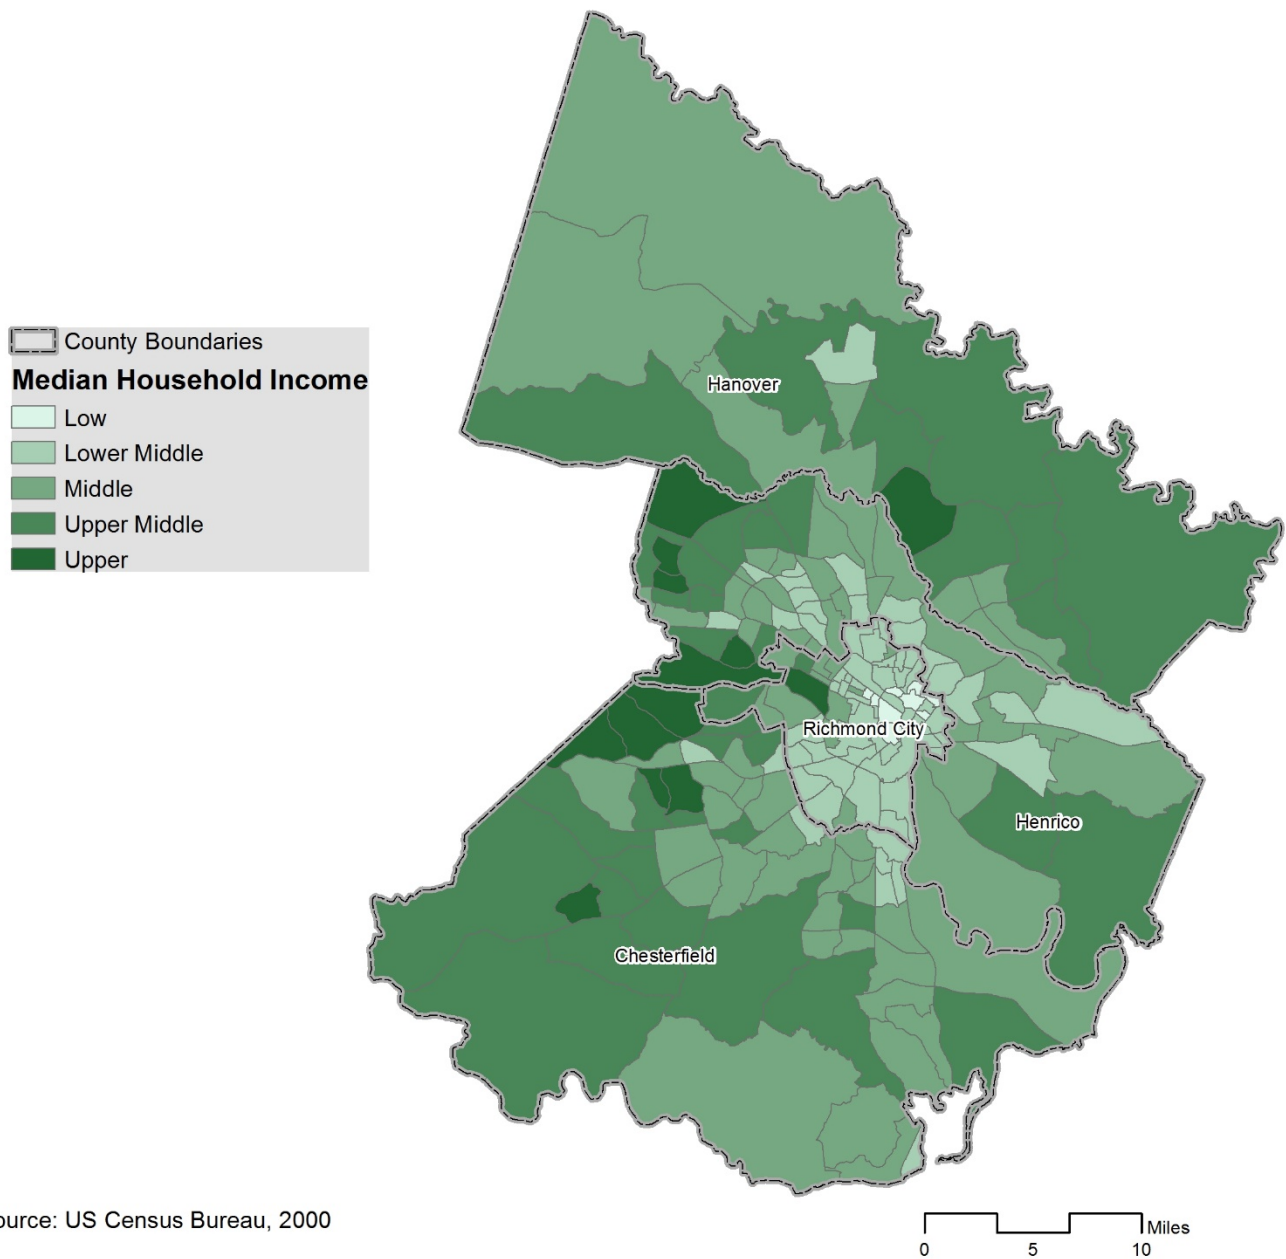 County Boundaries
Median Household Income
Low
Lower Middle
Middle
Upper Middle
Upper
Hanover
Richmond City
Henrico
Chesterfield
ource: US Census Bureau, 2000
Miles
0 5 10